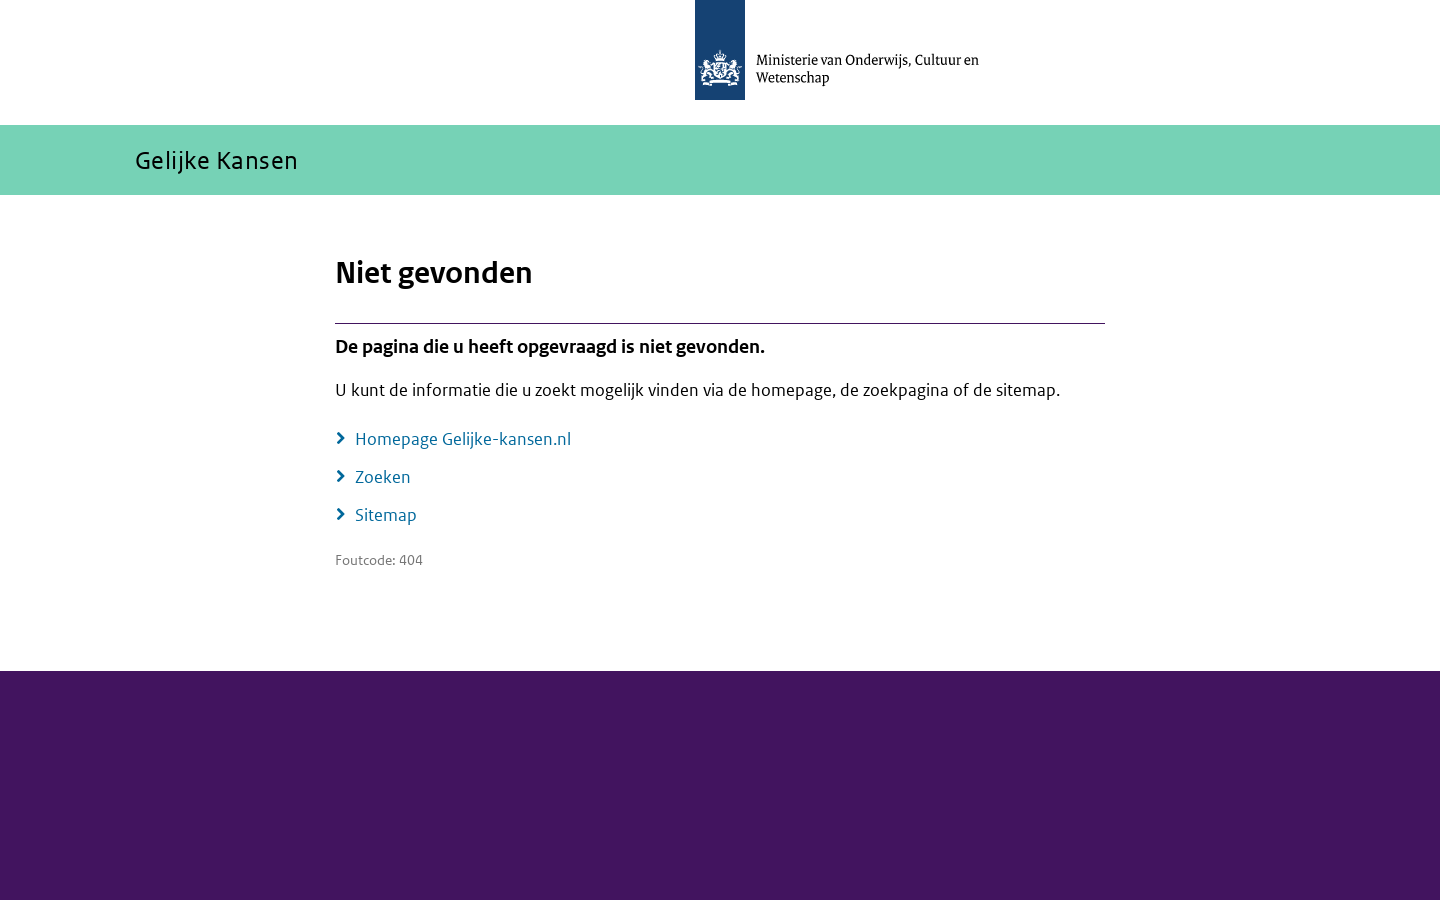 Ministerie van Onderwijs, Cultuur en
Wetenschap
Gelijke Kansen
Niet gevonden
De pagina die u heeft opgevraagd is niet gevonden.
U kunt de informatie die u zoekt mogelijk vinden via de homepage, de zoekpagina of de sitemap.
Homepage Gelijke-kansen.nl
Zoeken
Sitemap
Foutcode: 404